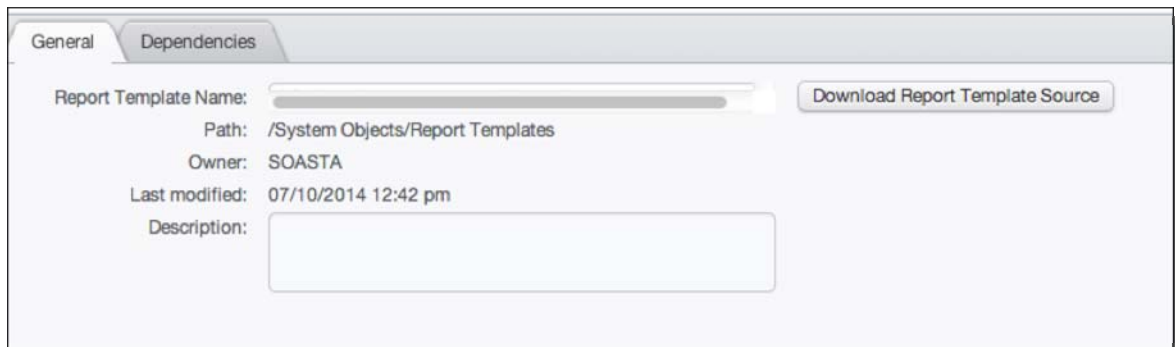 General Dependencies
Report Template Name: Download Report Template Source
Path: /System Objects/Report Templates
Owner: SOASTA
Last modified: 07/10/2014 12:42 pm
Description: